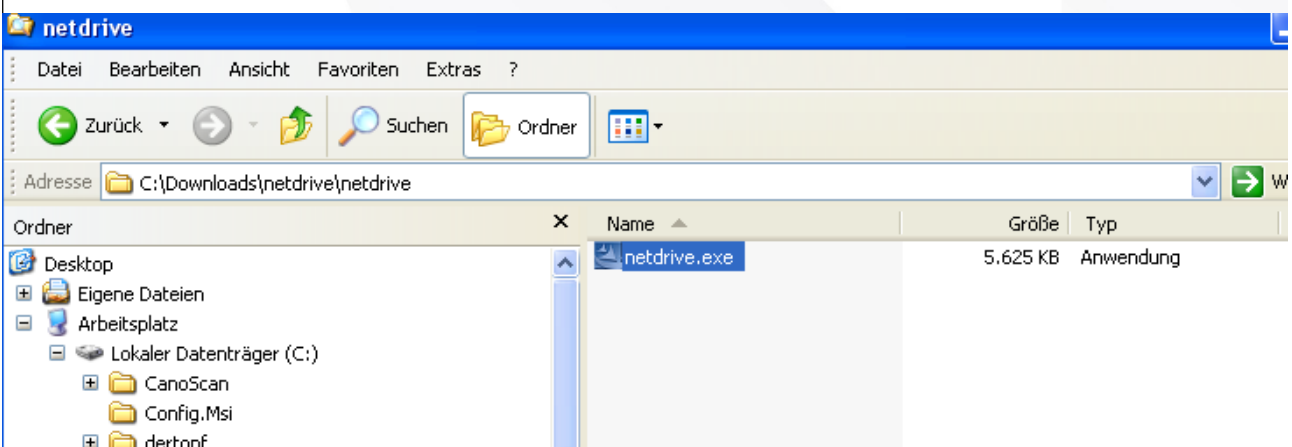 netdrive
Datei Bearbeiten Ansicht Favoriten Extras ?
Zurück Suchen Ordner
Adresse C:\Downloads\netdrive\netdrive W
Ordner
Name Größe Typ
netdrive.exe 5.625 KB Anwendung
Desktop
Eigene Dateien
Arbeitsplatz
Lokaler Datenträger (C:)
CanoScan
Config.Msi
dertopf